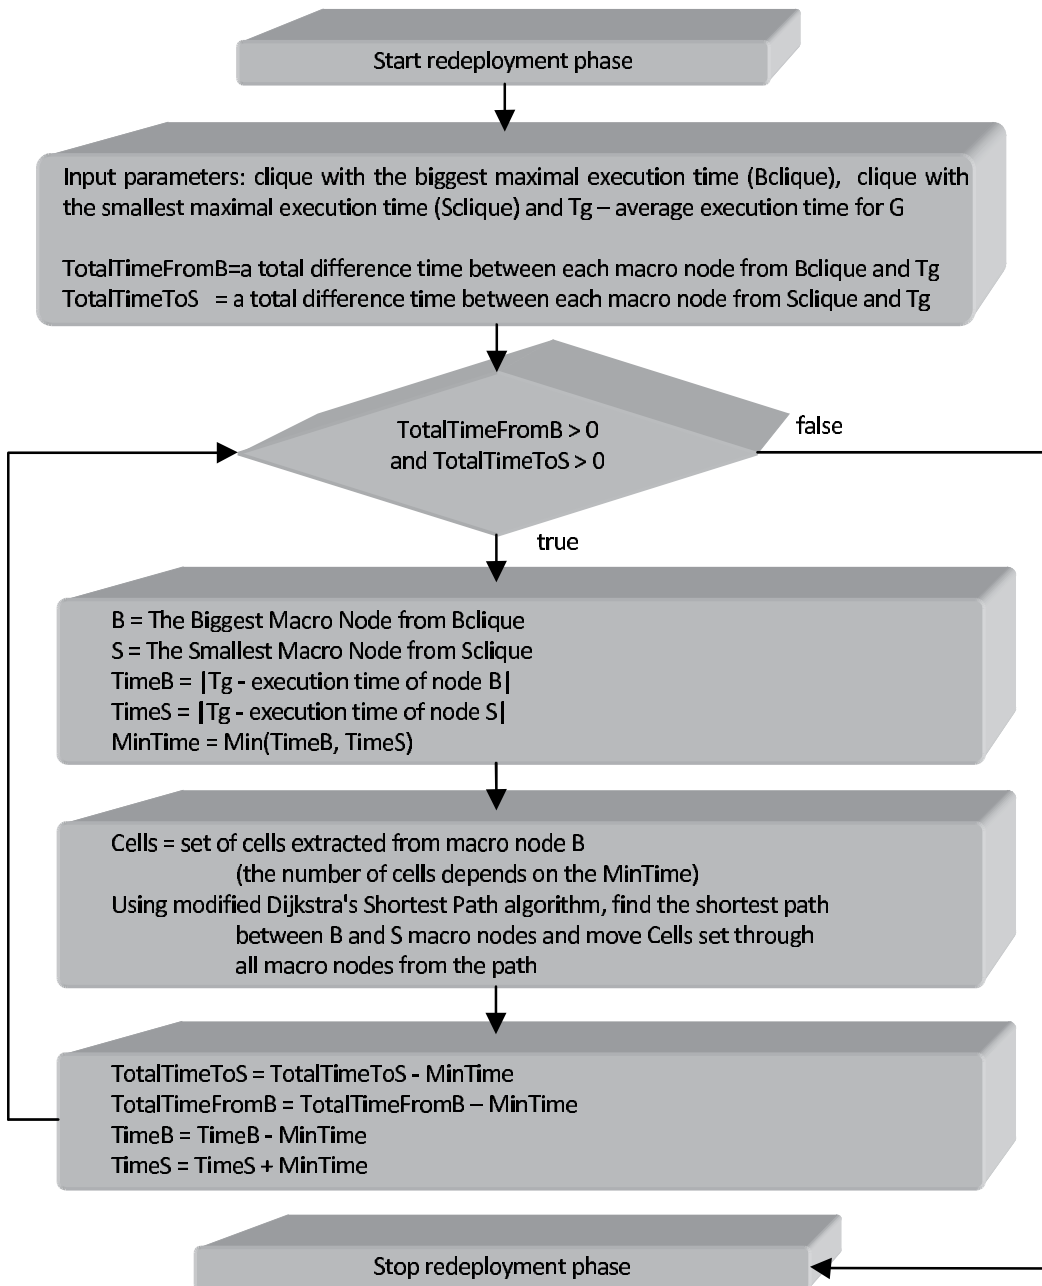 Start redeployment phase
Input parameters: clique with the biggest maximal execution time (Bclique), clique with
the smallest maximal execution time (Sclique) and Tg – average execution time for G
TotalTimeFromB=a total difference time between each macro node from Bclique and Tg
TotalTimeToS = a total difference time between each macro node from Sclique and Tg
TotalTimeFromB > 0
and TotalTimeToS > 0
false
true
B = The Biggest Macro Node from Bclique
S = The Smallest Macro Node from Sclique
TimeB = |Tg - execution time of node B|
TimeS = |Tg - execution time of node S|
MinTime = Min(TimeB, TimeS)
Cells = set of cells extracted from macro node B
(the number of cells depends on the MinTime)
Using modified Dijkstra's Shortest Path algorithm, find the shortest path
between B and S macro nodes and move Cells set through
all macro nodes from the path
TotalTimeToS = TotalTimeToS - MinTime
TotalTimeFromB = TotalTimeFromB – MinTime
TimeB = TimeB - MinTime
TimeS = TimeS + MinTime
Stop redeployment phase